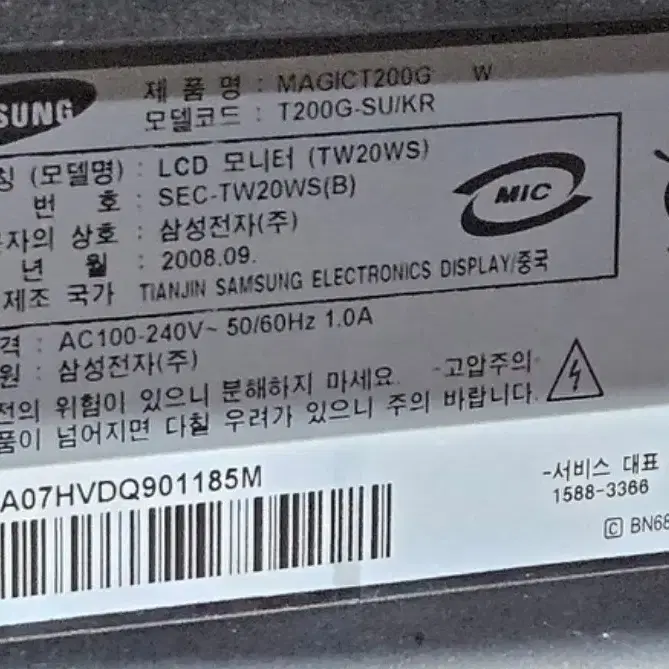 SUNG
제 품 명 : MAGICT200G W
모델코드 : T200G-SU/KR
칭 (모델명) : LCD 모니터 (TW20WS)
번 호 : SEC-TW20WS(B)
자의 상호 : 삼성전자(주)
년 월 : 2008.09.
제조 국가 TIANJIN SAMSUNG ELECTRONICS DISPLAY/중국
MIC
격 : AC100-240V~ 50/60Hz 1.0A
원 : 삼성전자(주)
전의 위험이 있으니 분해하지 마세요. -고압주의-
품이 넘어지면 다칠 우려가 있으니 주의 바랍니다.
A07HVDQ901185M
-서비스 대표
1588-3366
© BN68